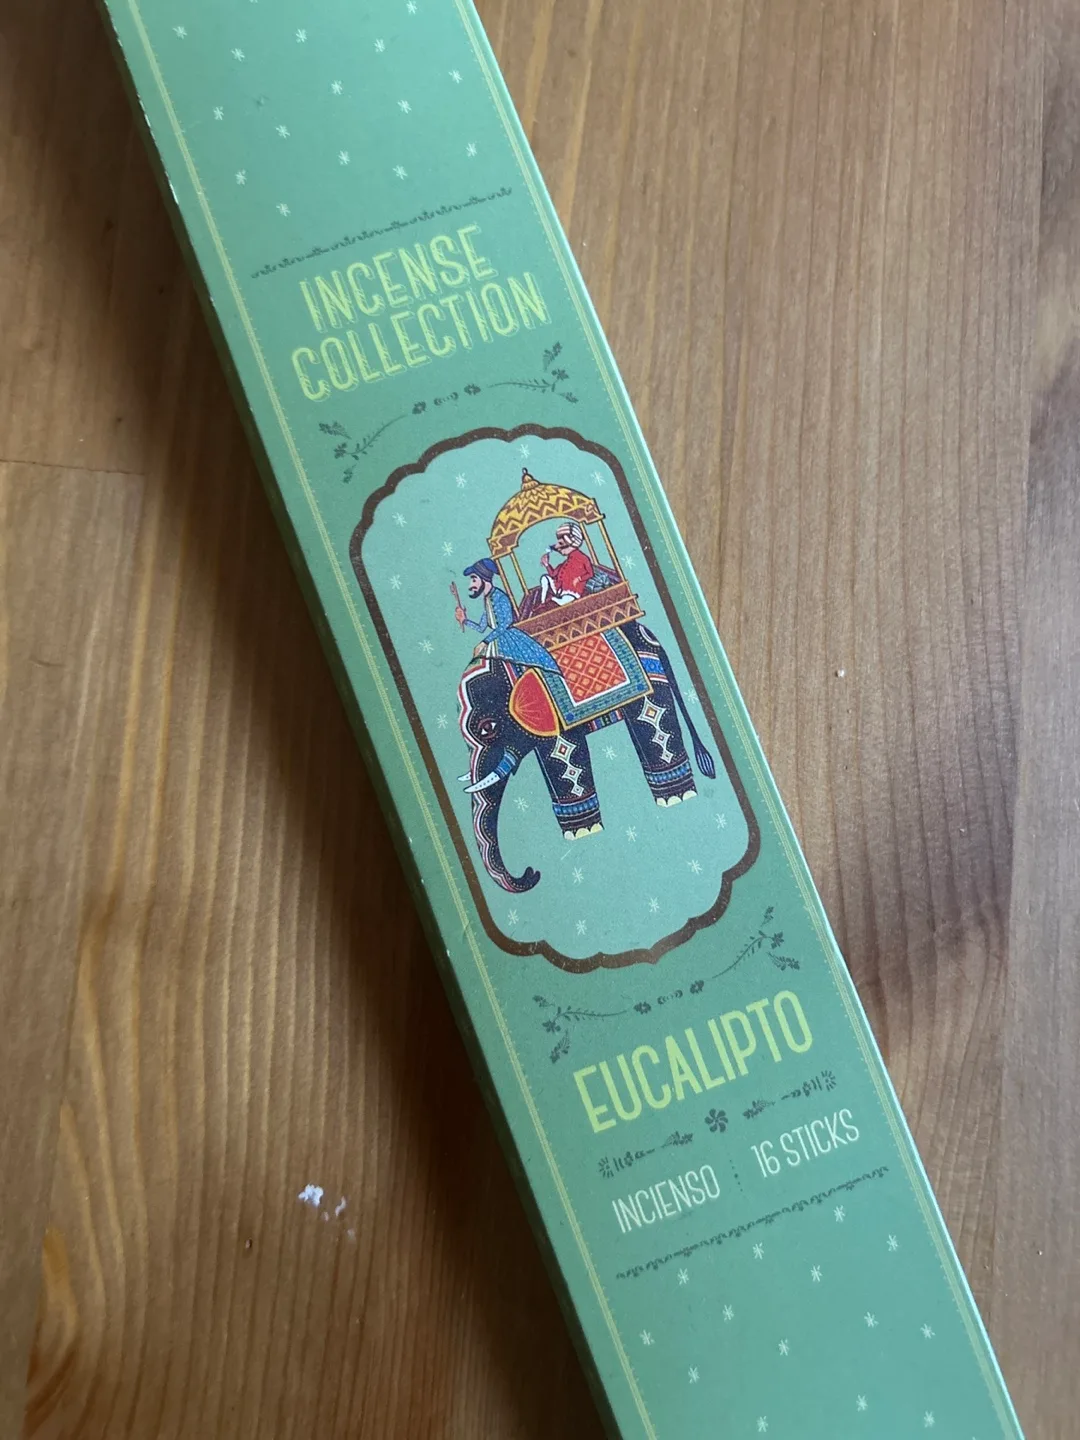 INCENSE
COLLECTION
EUCALIPTO
INCIENSO 16 STICKS